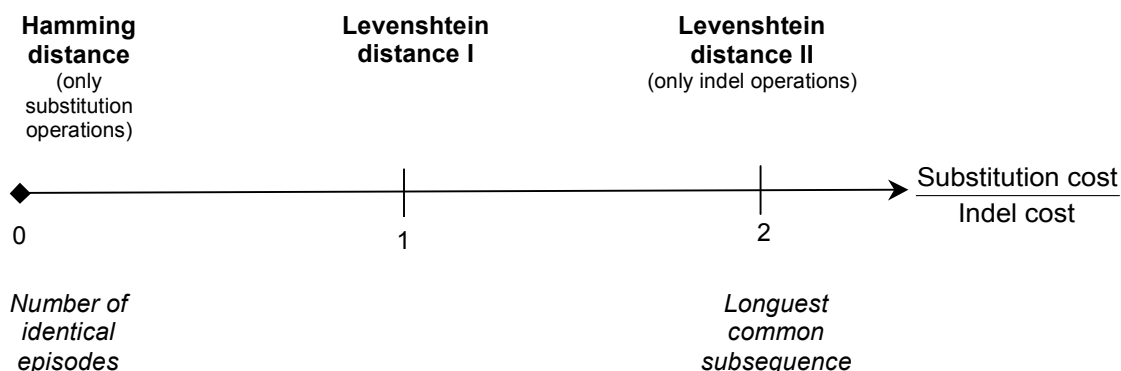 Hamming
distance
(only
substitution
operations)
Levenshtein
distance I
Levenshtein
distance II
(only indel operations)
Substitution cost
Indel cost
0
1
2
Number of
identical
episodes
Longuest
common
subsequence